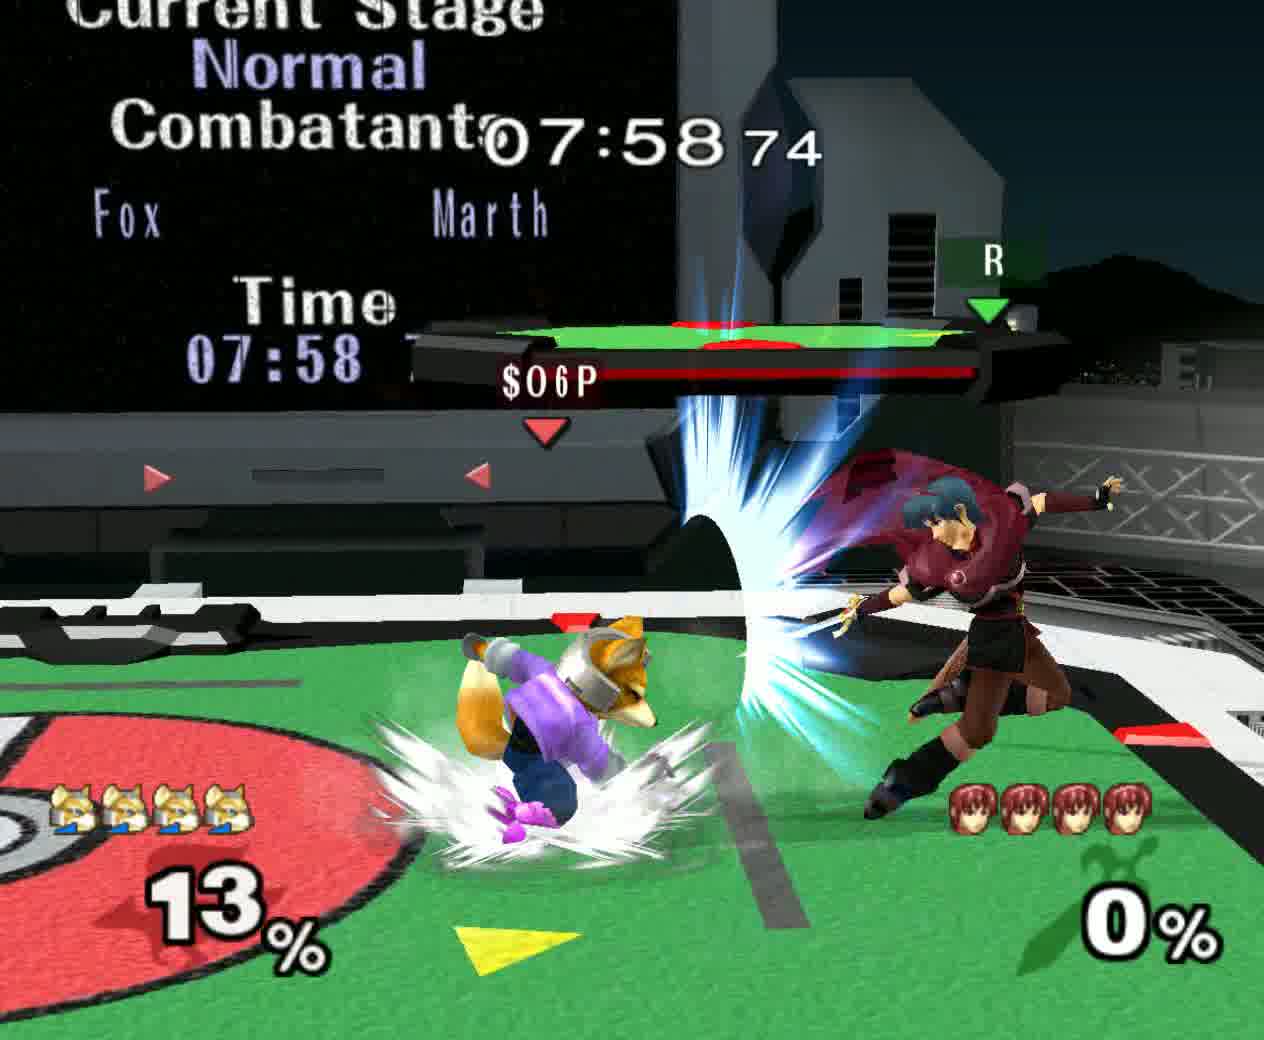 Current Stage
Normal
Combatants
07:58 74
Fox Marth
R
Time
07:58
$06P
13%
0%